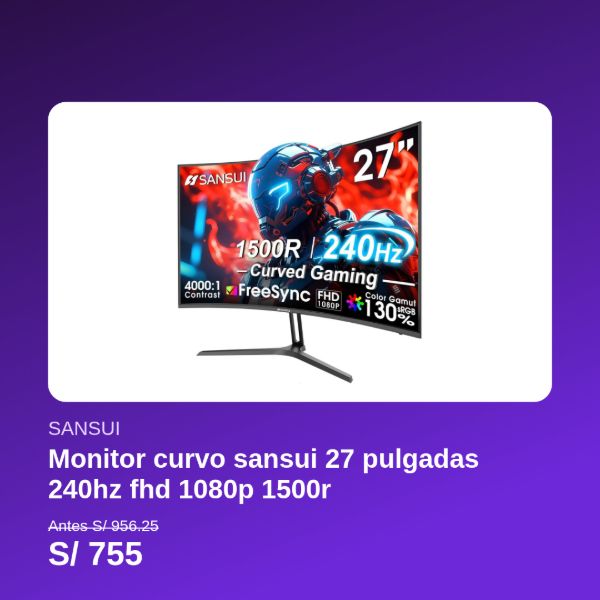 SANSUI
27”
1500R | 240Hz
Curved Gaming
4000:1
Contrast
FreeSync
FHD
1080P
Color Gamut
130%
sRGB
SANSUI
Monitor curvo sansui 27 pulgadas
240hz fhd 1080p 1500r
Antes S/ 956.25
S/ 755